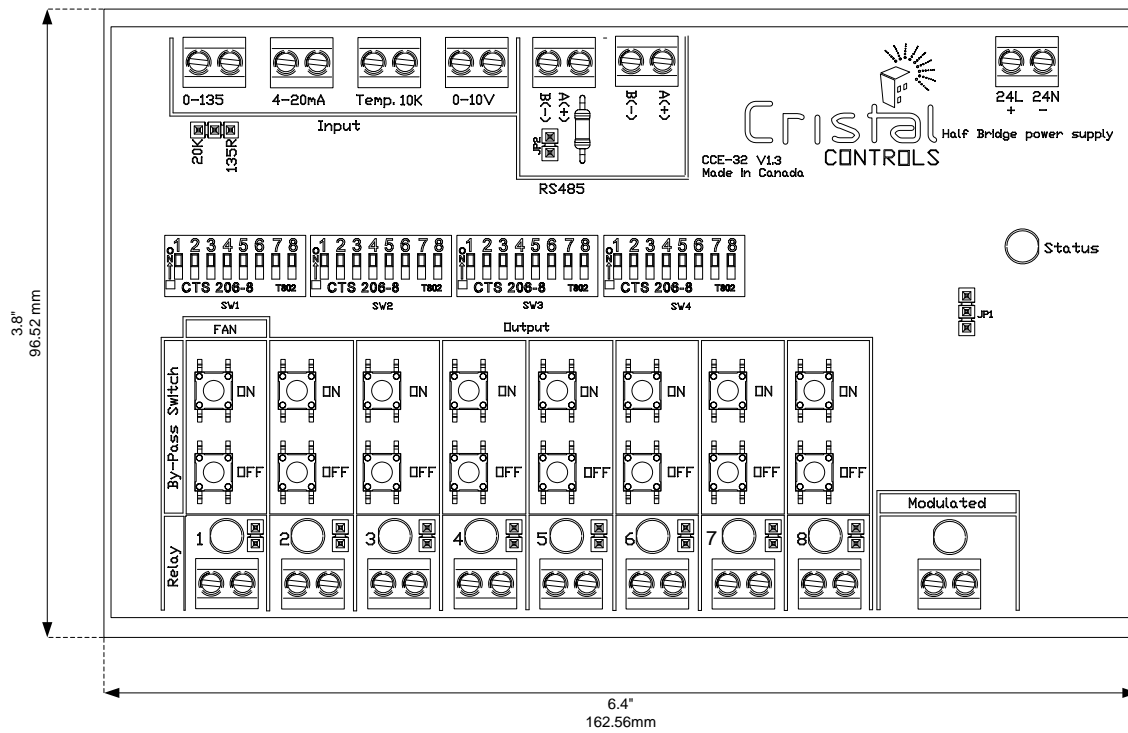 0-135 4-20mA Temp. 10K 0-10V
Input
20K 135R
B(-) A(+) B(-) A(+)
JP2
RS485
Cristal
CONTROLS
CCE-32 V1.3
Made In Canada
24L 24N
+ -
Half Bridge power supply
Status
JP1
ON 1 2 3 4 5 6 7 8
CTS 206-8 T802
SW1
ON 1 2 3 4 5 6 7 8
CTS 206-8 T802
SW2
ON 1 2 3 4 5 6 7 8
CTS 206-8 T802
SW3
ON 1 2 3 4 5 6 7 8
CTS 206-8 T802
SW4
FAN
Output
By-Pass Switch
ON ON ON ON ON ON ON ON
OFF OFF OFF OFF OFF OFF OFF OFF
Relay
1 2 3 4 5 6 7 8
Modulated
3.8"
96.52 mm
6.4"
162.56mm